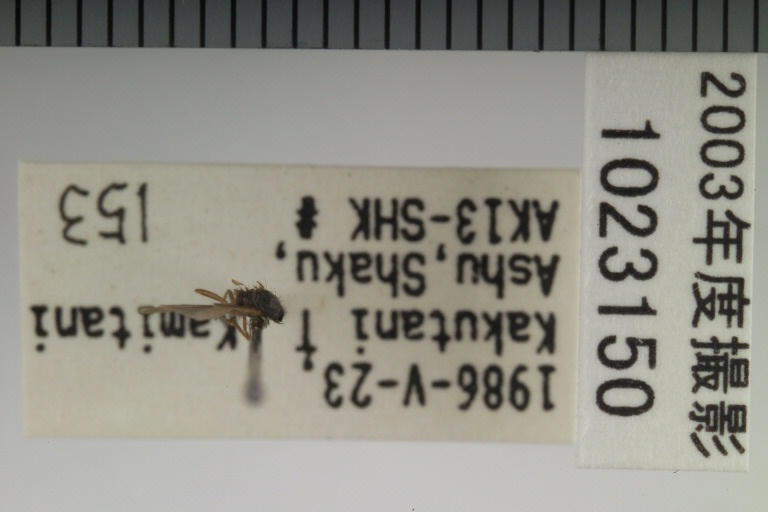 1986-V-23,
Kakutani t Kamitani
Ashu,Shaku,
AK13-SHK # 153
2003年度撮影
1023150